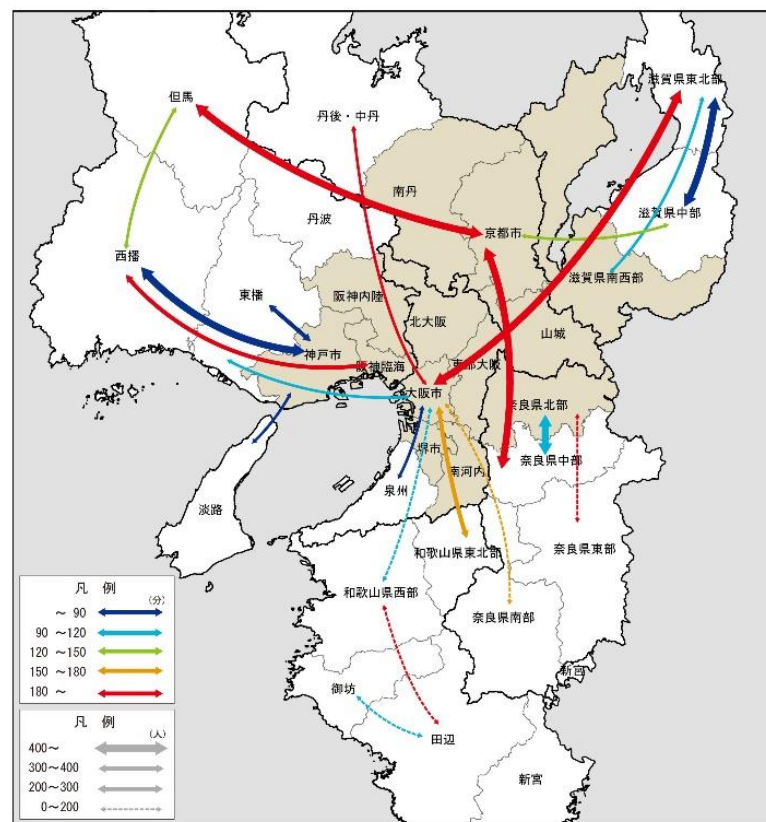 滋賀県東北部
但馬
丹後・中丹
南丹
滋賀県中部
丹波
京都市
西播
滋賀県南西部
東播
阪神内陸
北大阪
山城
神戸市
阪神臨海
東部大阪
大阪市
奈良県北部
堺市
奈良県中部
南河内
泉州
淡路
和歌山県東北部
奈良県東部
和歌山県西部
奈良県南部
新宮
御坊
田辺
新宮
凡 例
(分)
～ 90
90 ～120
120 ～150
150 ～180
180 ～
凡 例
(人)
400～
300～400
200～300
0～200